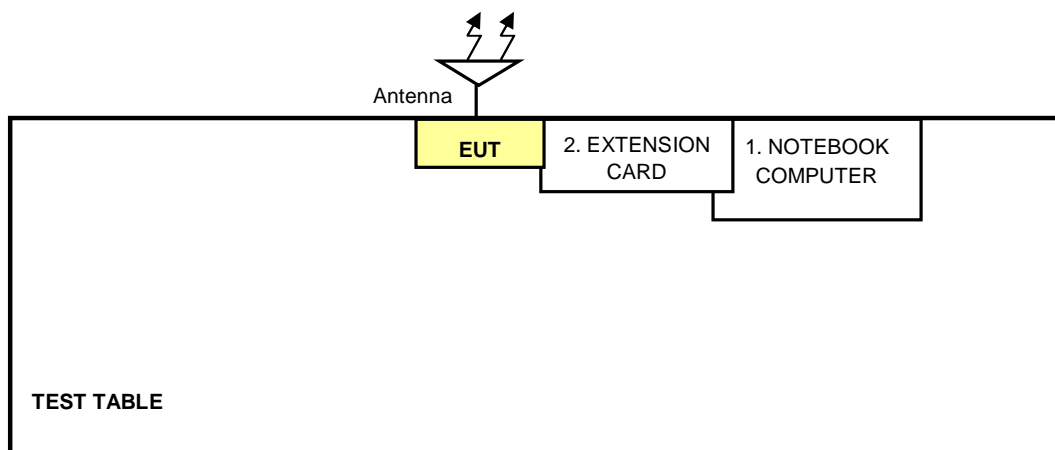 Antenna
EUT
2. EXTENSION
CARD
1. NOTEBOOK
COMPUTER
TEST TABLE